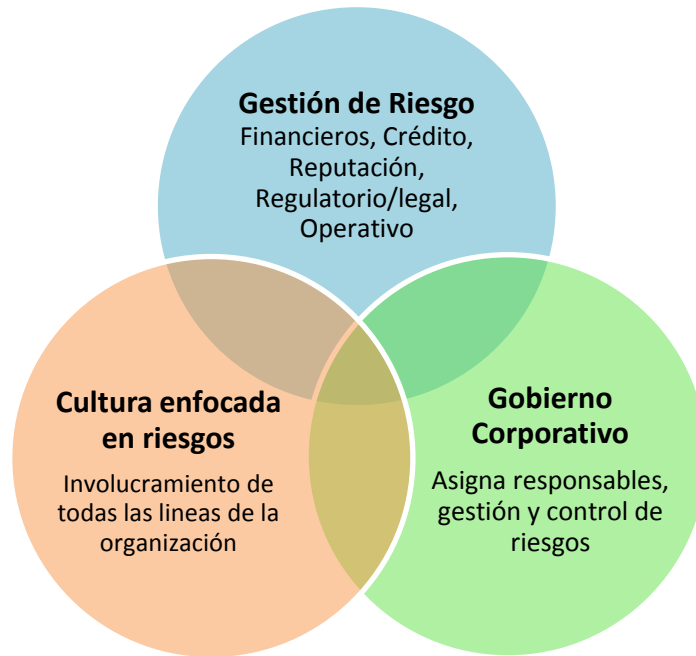 Gestión de Riesgo
Financieros, Crédito,
Reputación,
Regulatorio/legal,
Operativo
Cultura enfocada
en riesgos
Involucramiento de
todas las lineas de la
organización
Gobierno
Corporativo
Asigna responsables,
gestión y control de
riesgos